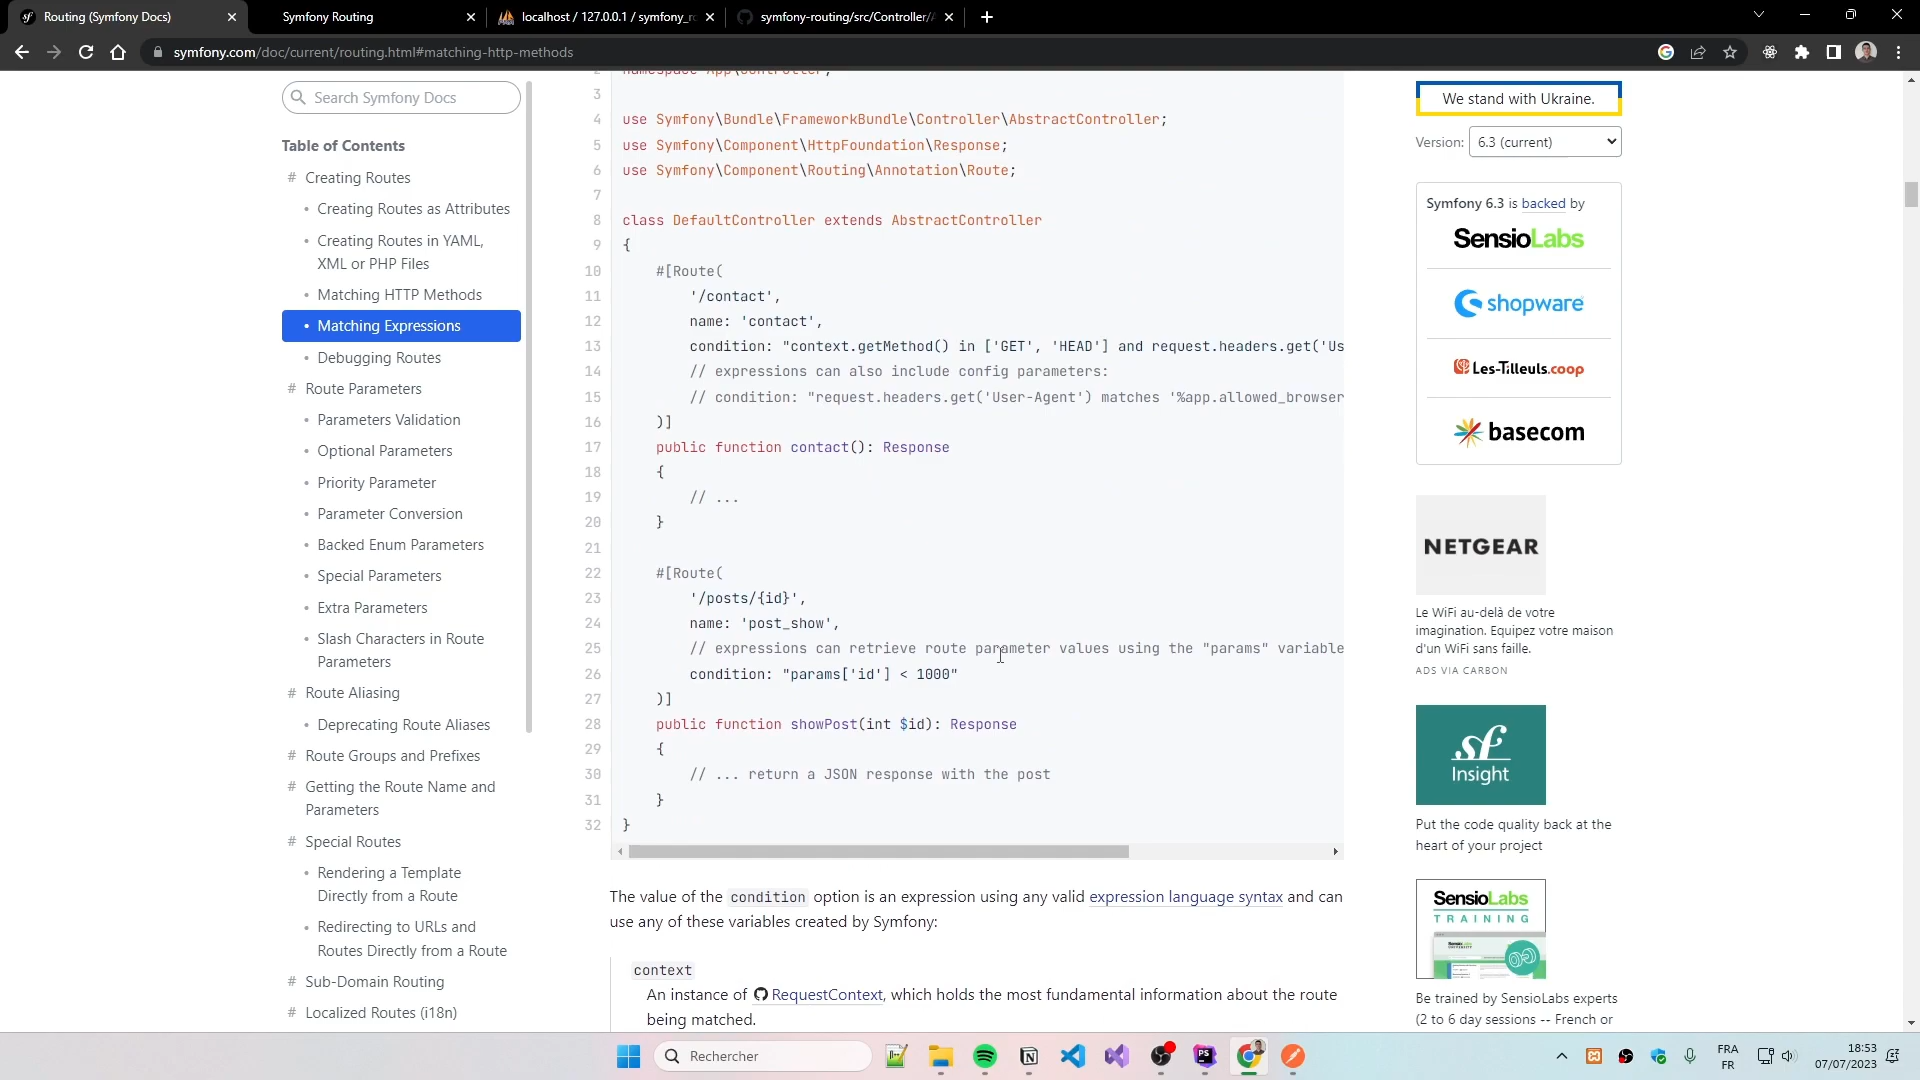 Routing (Symfony Docs)
Symfony Routing
localhost / 127.0.0.1 / symfony_ro
symfony-routing/src/Controller/A
symfony.com/doc/current/routing.html#matching-http-methods
Search Symfony Docs
Table of Contents
# Creating Routes
• Creating Routes as Attributes
• Creating Routes in YAML,
XML or PHP Files
• Matching HTTP Methods
• Matching Expressions
• Debugging Routes
# Route Parameters
• Parameters Validation
• Optional Parameters
• Priority Parameter
• Parameter Conversion
• Backed Enum Parameters
• Special Parameters
• Extra Parameters
• Slash Characters in Route
Parameters
# Route Aliasing
• Deprecating Route Aliases
# Route Groups and Prefixes
# Getting the Route Name and
Parameters
# Special Routes
• Rendering a Template
Directly from a Route
• Redirecting to URLs and
Routes Directly from a Route
# Sub-Domain Routing
# Localized Routes (i18n)
2 namespace App\Controller;
3
4 use Symfony\Bundle\FrameworkBundle\Controller\AbstractController;
5 use Symfony\Component\HttpFoundation\Response;
6 use Symfony\Component\Routing\Annotation\Route;
7
8 class DefaultController extends AbstractController
9 {
10 #[Route(
11 '/contact',
12 name: 'contact',
13 condition: "context.getMethod() in ['GET', 'HEAD'] and request.headers.get('Us
14 // expressions can also include config parameters:
15 // condition: "request.headers.get('User-Agent') matches '%app.allowed_browser
16 )]
17 public function contact(): Response
18 {
19 // ...
20 }
21
22 #[Route(
23 '/posts/{id}',
24 name: 'post_show',
25 // expressions can retrieve route parameter values using the "params" variable
26 condition: "params['id'] < 1000"
27 )]
28 public function showPost(int $id): Response
29 {
30 // ... return a JSON response with the post
31 }
32 }
The value of the condition option is an expression using any valid expression language syntax and can
use any of these variables created by Symfony:
context
An instance of RequestContext, which holds the most fundamental information about the route
being matched.
We stand with Ukraine.
Version: 6.3 (current)
Symfony 6.3 is backed by
SensioLabs
shopware
Les-Tilleuls.coop
basecom
NETGEAR
Le WiFi au-delà de votre
imagination. Equipez votre maison
d'un WiFi sans faille.
ADS VIA CARBON
sf
Insight
Put the code quality back at the
heart of your project
SensioLabs
TRAINING
Be trained by SensioLabs experts
(2 to 6 day sessions -- French or
Rechercher
FRA
FR
18:53
07/07/2023